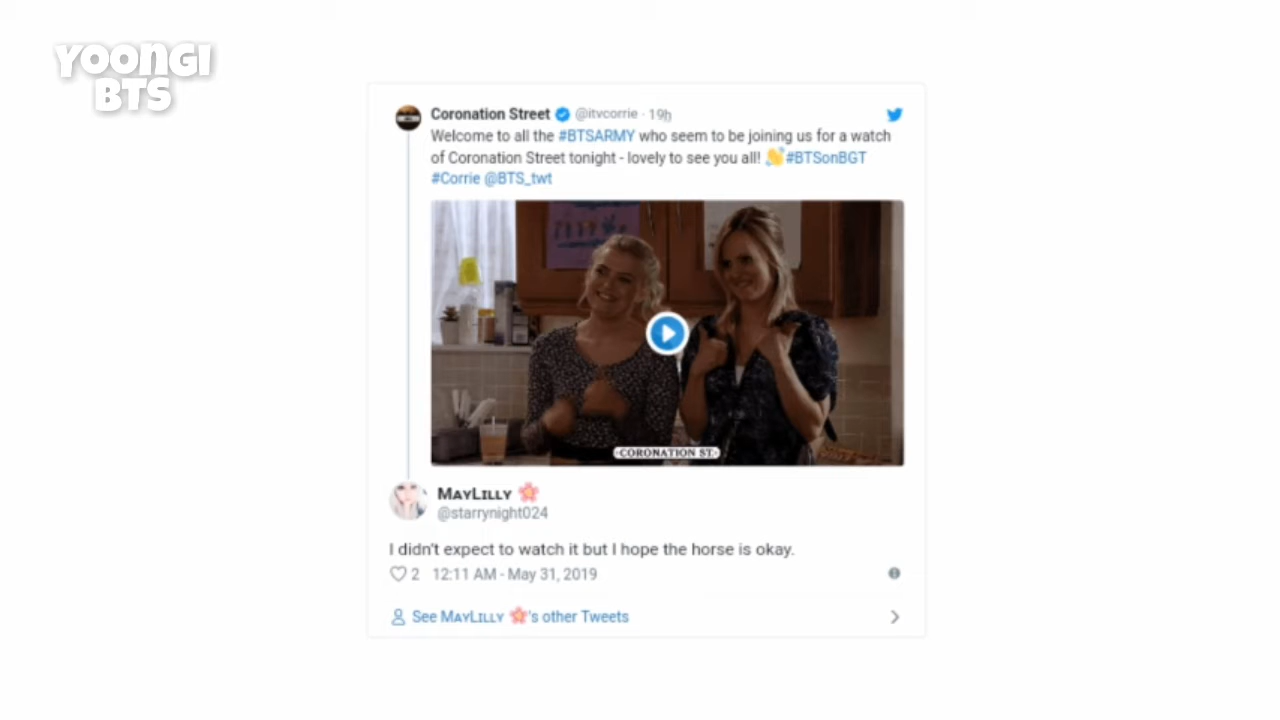 YOONGI
BTS
Coronation Street @itvcorrie · 19h
Welcome to all the #BTSARMY who seem to be joining us for a watch
of Coronation Street tonight - lovely to see you all! 👋#BTSonBGT
#Corrie @BTS_twt
·CORONATION ST.·
MᴀʏLɪʟʟʏ 🌸
@starrynight024
I didn't expect to watch it but I hope the horse is okay.
2 12:11 AM - May 31, 2019
See MᴀʏLɪʟʟʏ 🌸's other Tweets